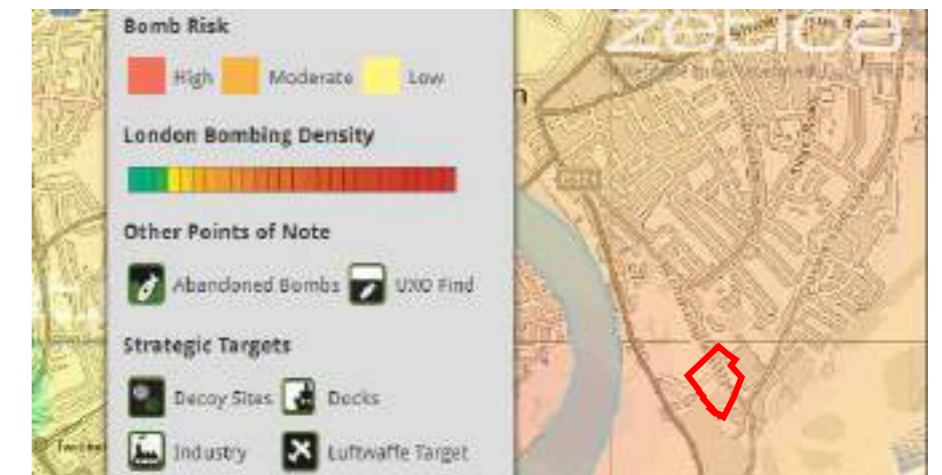 Bomb Risk
High Moderate Low
London Bombing Density
Other Points of Note
Abandoned Bombs UXO Find
Strategic Targets
Decoy Sites Docks
Industry Luftwaffe Target
zetica